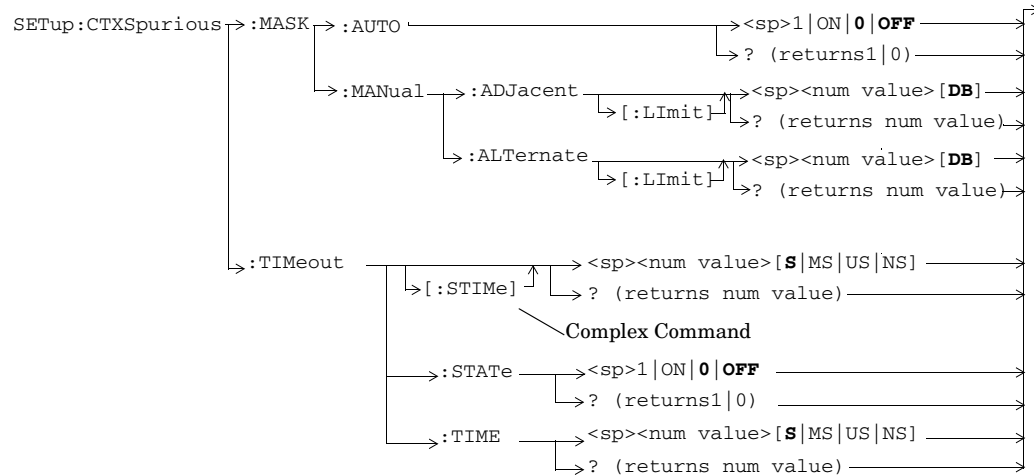 SETup:CTXSpurious :MASK :AUTO <sp>1|ON|0|OFF
? (returns1|0)
:MANual :ADJacent <sp><num value>[DB]
[:LImit] ? (returns num value)
:ALTernate <sp><num value>[DB]
[:LImit] ? (returns num value)
:TIMeout <sp><num value>[S|MS|US|NS]
[:STIMe] ? (returns num value)
Complex Command
:STATe <sp>1|ON|0|OFF
? (returns1|0)
:TIME <sp><num value>[S|MS|US|NS]
? (returns num value)